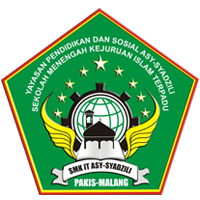 YAYASAN PENDIDIKAN DAN SOSIAL ASY-SYADZILI
SEKOLAH MENENGAH KEJURUAN ISLAM TERPADU
SMK IT ASY-SYADZILI
PAKIS-MALANG